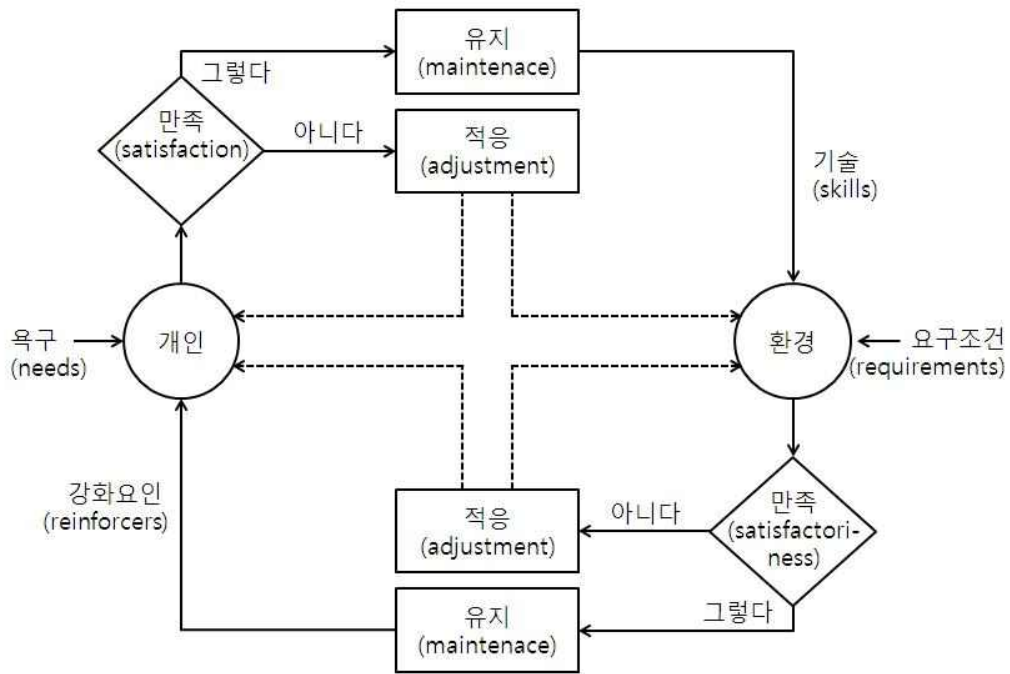 유지
(maintenace)
그렇다
만족
(satisfaction)
아니다
적응
(adjustment)
기술
(skills)
욕구
(needs)
개인
환경
요구조건
(requirements)
강화요인
(reinforcers)
적응
(adjustment)
아니다
만족
(satisfactori-
ness)
그렇다
유지
(maintenace)